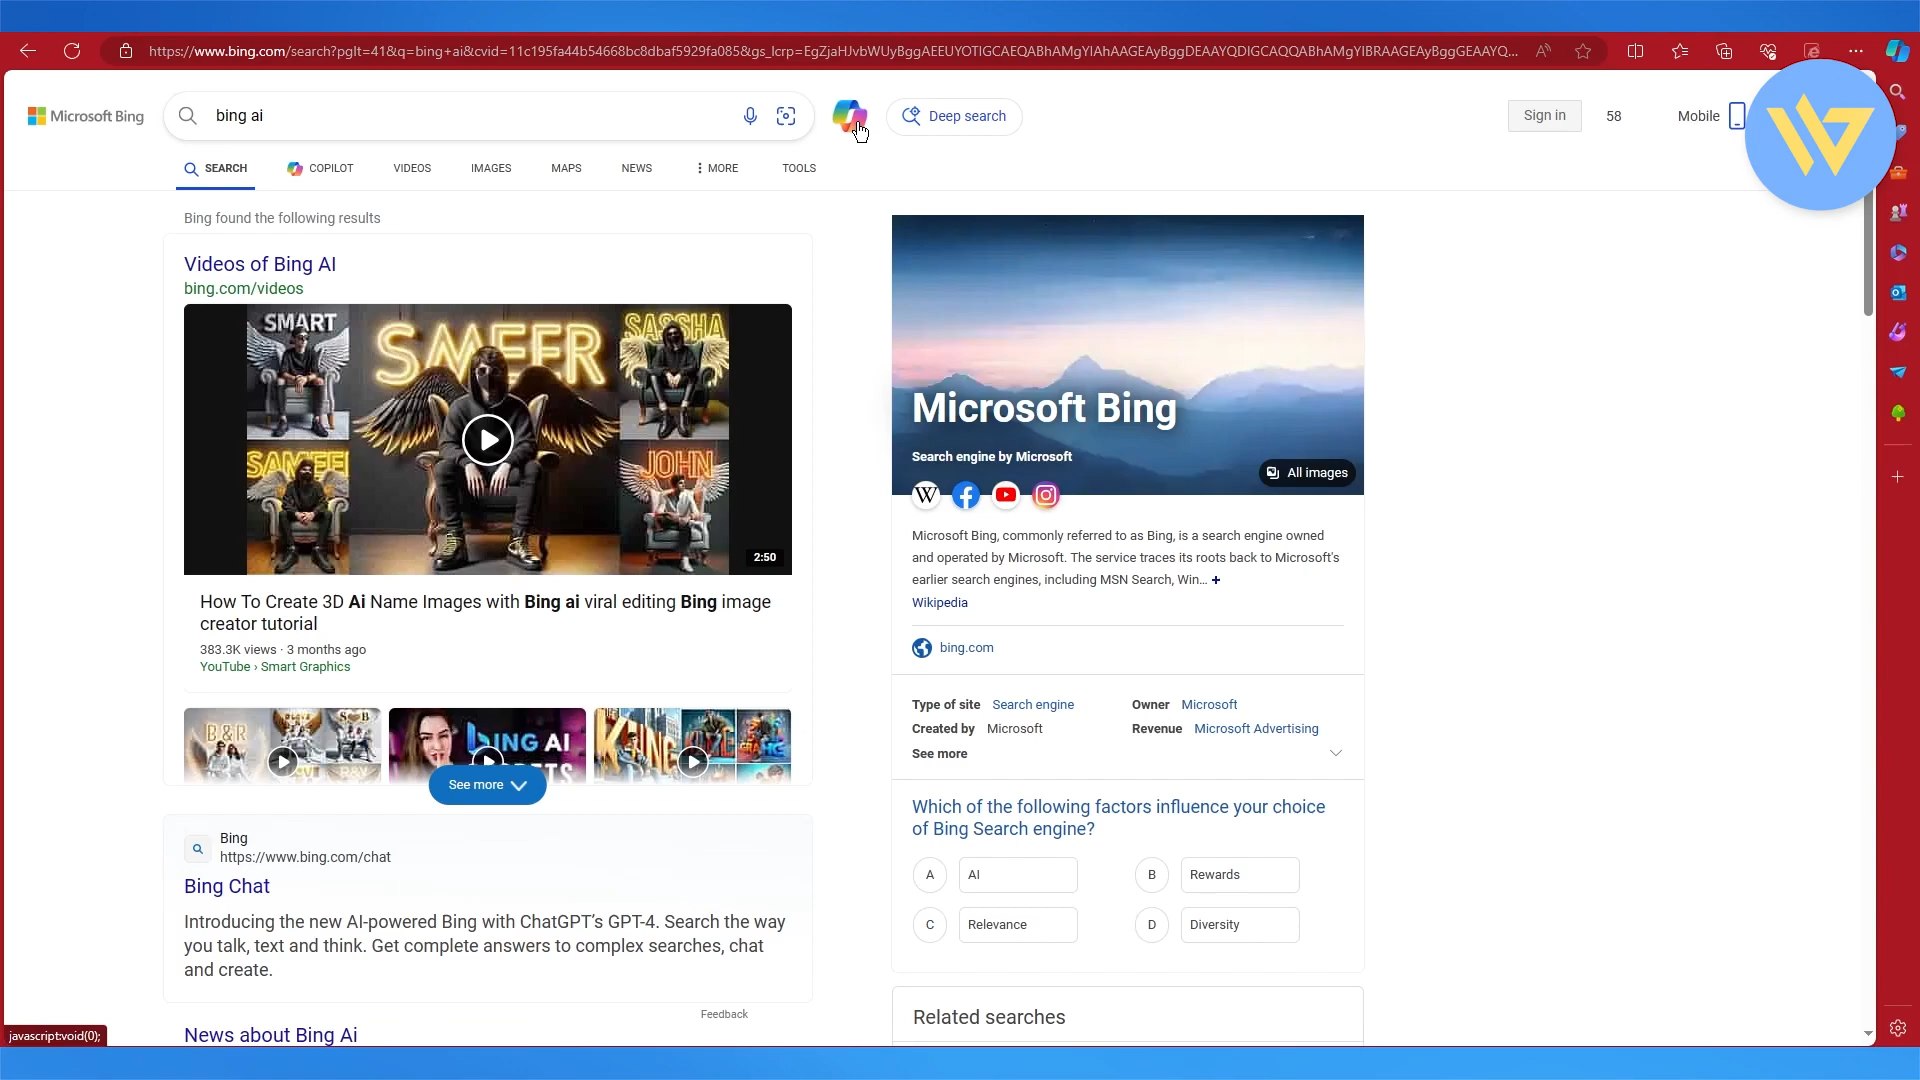 https://www.bing.com/search?pglt=41&q=bing+ai&cvid=11c195fa44b54668bc8dbaf5929fa085&gs_lcrp=EgZjaHJvbWUyBggAEEUYOTIGCAEQABhAMgYIAhAAGEAyBggDEAAYQDIGCAQQABhAMgYIBRAAGEAyBggGEAAYQ...
Microsoft Bing
bing ai
Deep search
Sign in
58
Mobile
SEARCH
COPILOT
VIDEOS
IMAGES
MAPS
NEWS
MORE
TOOLS
Bing found the following results
Videos of Bing AI
bing.com/videos
SMART
SMEER
SASSHA
SAMEER
JOHN
2:50
How To Create 3D Ai Name Images with Bing ai viral editing Bing image
creator tutorial
383.3K views · 3 months ago
YouTube › Smart Graphics
B&R
BING AI
KING
See more
Bing
https://www.bing.com/chat
Bing Chat
Introducing the new AI-powered Bing with ChatGPT's GPT-4. Search the way
you talk, text and think. Get complete answers to complex searches, chat
and create.
Feedback
News about Bing Ai
javascript:void(0);
Microsoft Bing
Search engine by Microsoft
All images
Microsoft Bing, commonly referred to as Bing, is a search engine owned
and operated by Microsoft. The service traces its roots back to Microsoft's
earlier search engines, including MSN Search, Win... +
Wikipedia
bing.com
Type of site Search engine
Owner Microsoft
Created by Microsoft
Revenue Microsoft Advertising
See more
Which of the following factors influence your choice
of Bing Search engine?
A AI
B Rewards
C Relevance
D Diversity
Related searches